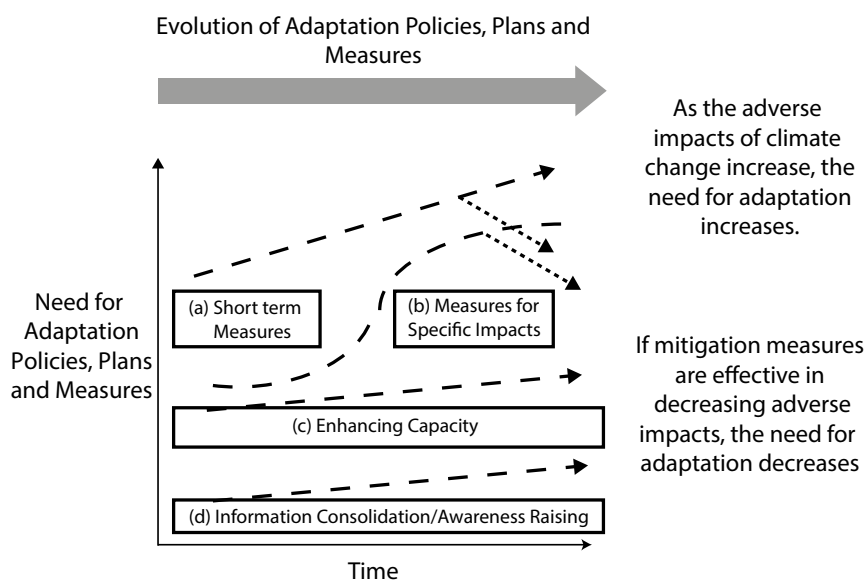 Evolution of Adaptation Policies, Plans and
Measures
As the adverse
impacts of climate
change increase, the
need for adaptation
increases.
Need for
Adaptation
Policies, Plans
and Measures
(a) Short term
Measures
(b) Measures for
Specific Impacts
If mitigation measures
are effective in
decreasing adverse
impacts, the need for
adaptation decreases
(c) Enhancing Capacity
(d) Information Consolidation/Awareness Raising
Time